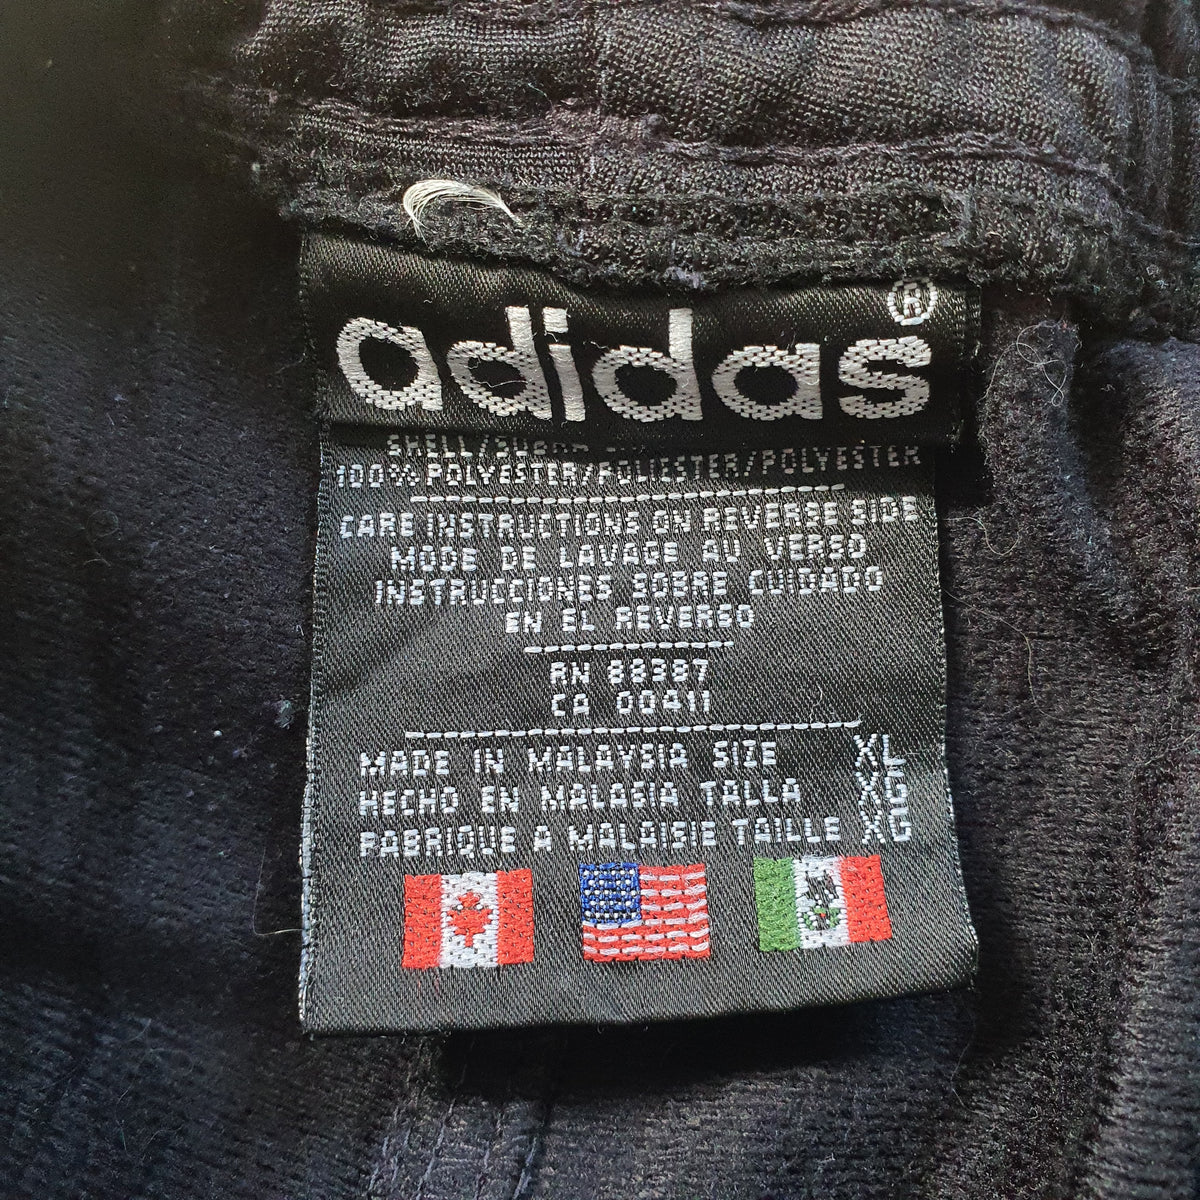 adidas®
SHELL/
100% POLYESTER/POLIESTER/POLYESTER
CARE INSTRUCTIONS ON REVERSE SIDE
MODE DE LAVAGE AU VERSO
INSTRUCCIONES SOBRE CUIDADO
EN EL REVERSO
RN 88387
CA 00411
MADE IN MALAYSIA SIZE XL
HECHO EN MALASIA TALLA XG
FABRIQUE A MALAISIE TAILLE XG